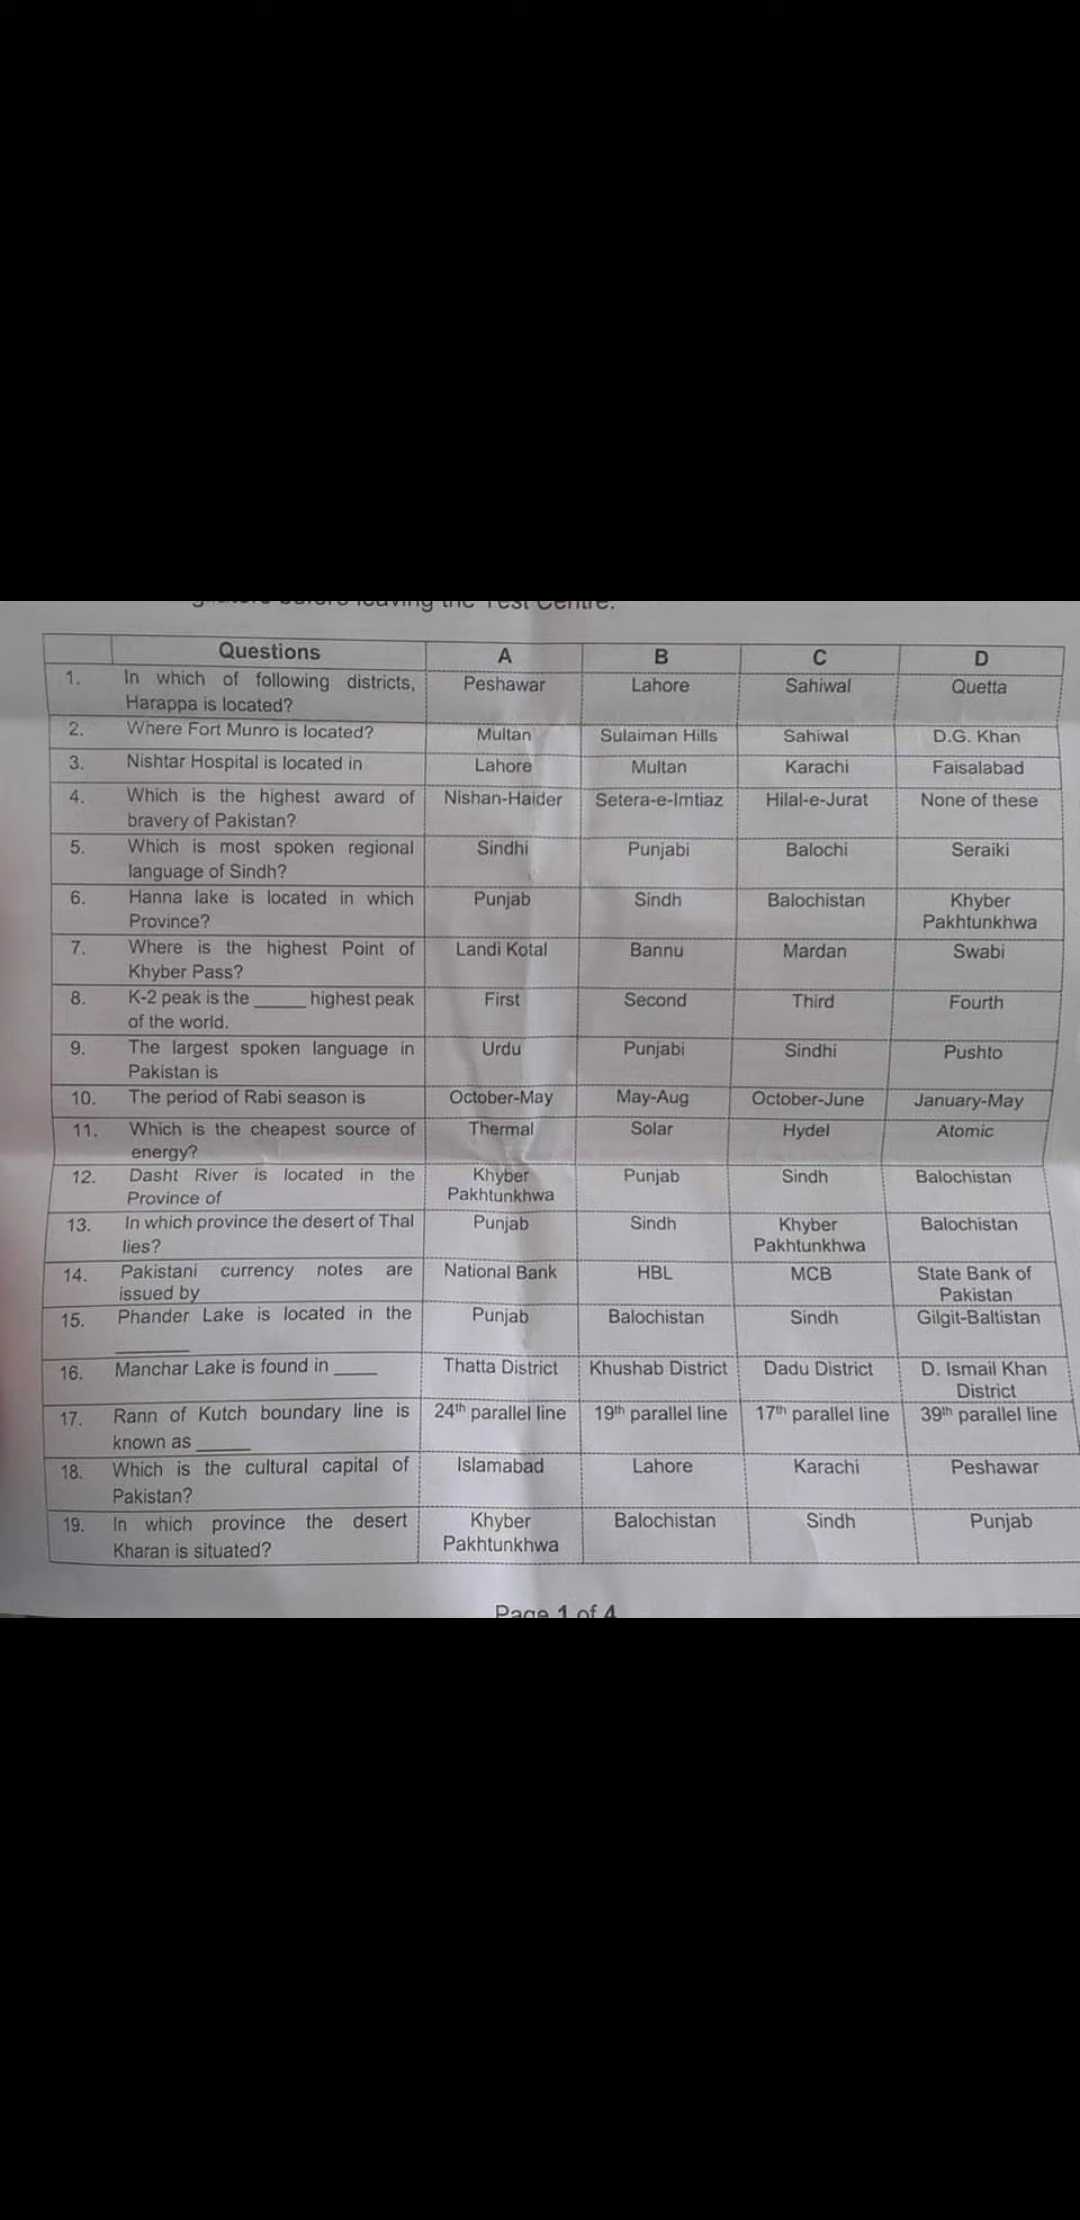 before leaving the Test Centre.
Questions A B C D
1. In which of following districts, Peshawar Lahore Sahiwal Quetta
Harappa is located?
2. Where Fort Munro is located? Multan Sulaiman Hills Sahiwal D.G. Khan
3. Nishtar Hospital is located in Lahore Multan Karachi Faisalabad
4. Which is the highest award of Nishan-Haider Setera-e-Imtiaz Hilal-e-Jurat None of these
bravery of Pakistan?
5. Which is most spoken regional Sindhi Punjabi Balochi Seraiki
language of Sindh?
6. Hanna lake is located in which Punjab Sindh Balochistan Khyber
Province? Pakhtunkhwa
7. Where is the highest Point of Landi Kotal Bannu Mardan Swabi
Khyber Pass?
8. K-2 peak is the _____ highest peak First Second Third Fourth
of the world.
9. The largest spoken language in Urdu Punjabi Sindhi Pushto
Pakistan is
10. The period of Rabi season is October-May May-Aug October-June January-May
11. Which is the cheapest source of Thermal Solar Hydel Atomic
energy?
12. Dasht River is located in the Khyber Punjab Sindh Balochistan
Province of Pakhtunkhwa
13. In which province the desert of Thal Punjab Sindh Khyber Balochistan
lies? Pakhtunkhwa
14. Pakistani currency notes are National Bank HBL MCB State Bank of
issued by Pakistan
15. Phander Lake is located in the Punjab Balochistan Sindh Gilgit-Baltistan
_______
16. Manchar Lake is found in ____ Thatta District Khushab District Dadu District D. Ismail Khan
District
17. Rann of Kutch boundary line is 24th parallel line 19th parallel line 17th parallel line 39th parallel line
known as _____
18. Which is the cultural capital of Islamabad Lahore Karachi Peshawar
Pakistan?
19. In which province the desert Khyber Balochistan Sindh Punjab
Kharan is situated? Pakhtunkhwa
Page 1 of 4